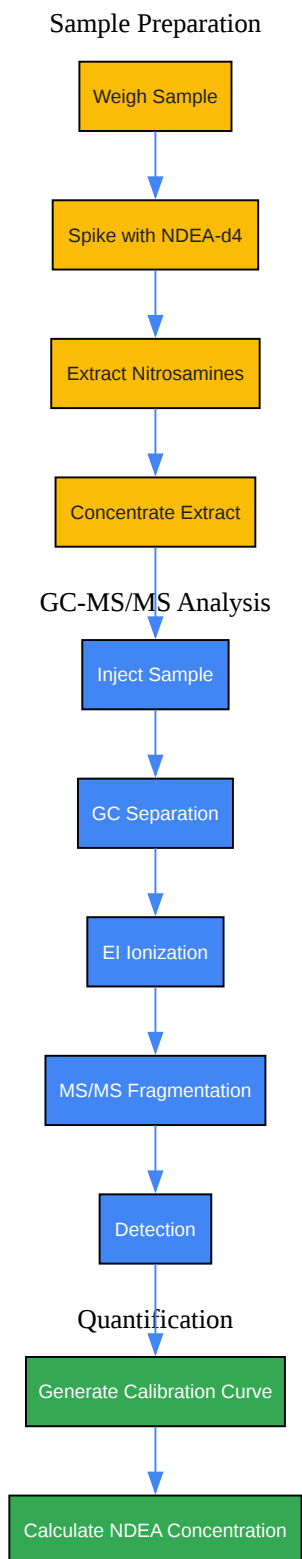 Sample Preparation
Weigh Sample
Spike with NDEA-d4
Extract Nitrosamines
Concentrate Extract
GC-MS/MS Analysis
Inject Sample
GC Separation
EI Ionization
MS/MS Fragmentation
Detection
Quantification
Generate Calibration Curve
Calculate NDEA Concentration